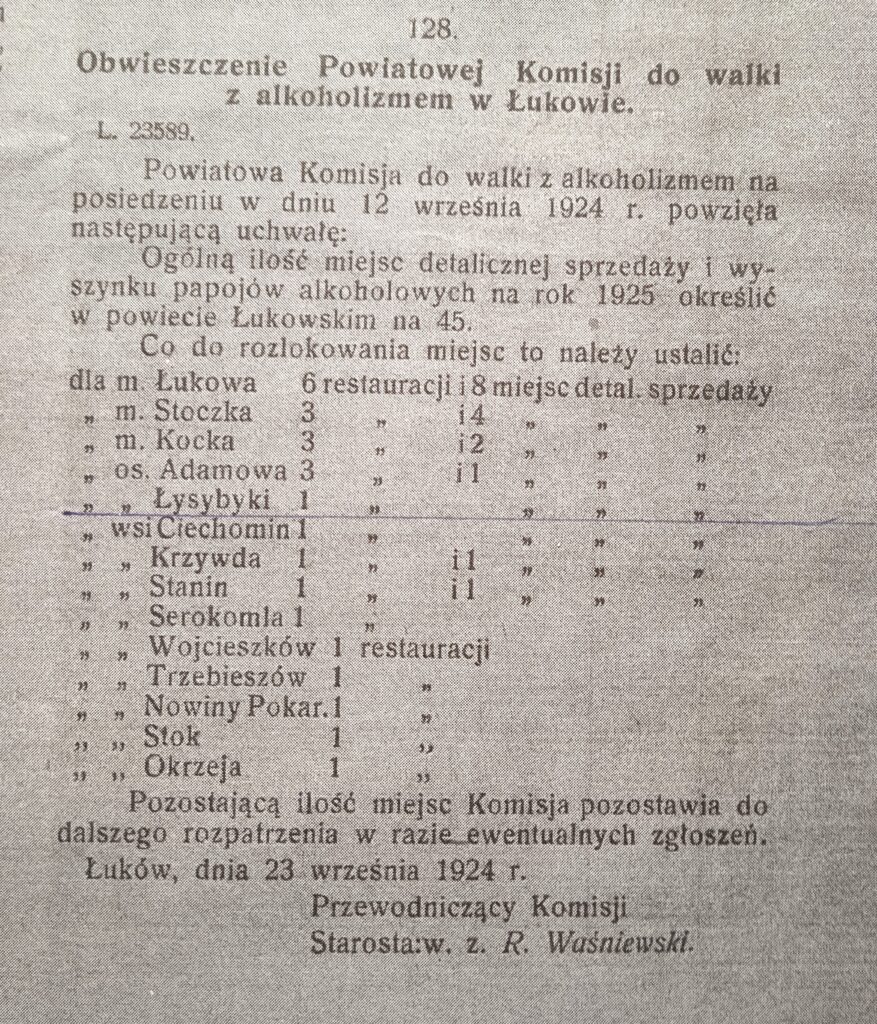 128.
Obwieszczenie Powiatowej Komisji do walki
z alkoholizmem w Łukowie.
L. 23589.
Powiatowa Komisja do walki z alkoholizmem na
posiedzeniu w dniu 12 września 1924 r. powzięła
następującą uchwałę:
Ogólną ilość miejsc detalicznej sprzedaży i wy-
szynku papojów alkoholowych na rok 1925 określić
w powiecie Łukowskim na 45.
Co do rozlokowania miejsc to należy ustalić:
dla m. Łukowa 6 restauracji i 8 miejsc detal. sprzedaży
„ m. Stoczka 3 „ i 4 „ „ „
„ m. Kocka 3 „ i 2 „ „ „
„ os. Adamowa 3 „ i 1 „ „ „
„ „ Łysybyki 1 „ „ „ „
„ wsi Ciechomin 1 „ „ „ „
„ „ Krzywda 1 „ i 1 „ „ „
„ „ Stanin 1 „ i 1 „ „ „
„ „ Serokomla 1 „
„ „ Wojcieszków 1 restauracji
„ „ Trzebieszów 1 „
„ „ Nowiny Pokar. 1 „
„ „ Stok 1 „
„ „ Okrzeja 1 „
Pozostającą ilość miejsc Komisja pozostawia do
dalszego rozpatrzenia w razie ewentualnych zgłoszeń.
Łuków, dnia 23 września 1924 r.
Przewodniczący Komisji
Starosta:w. z. R. Waśniewski.